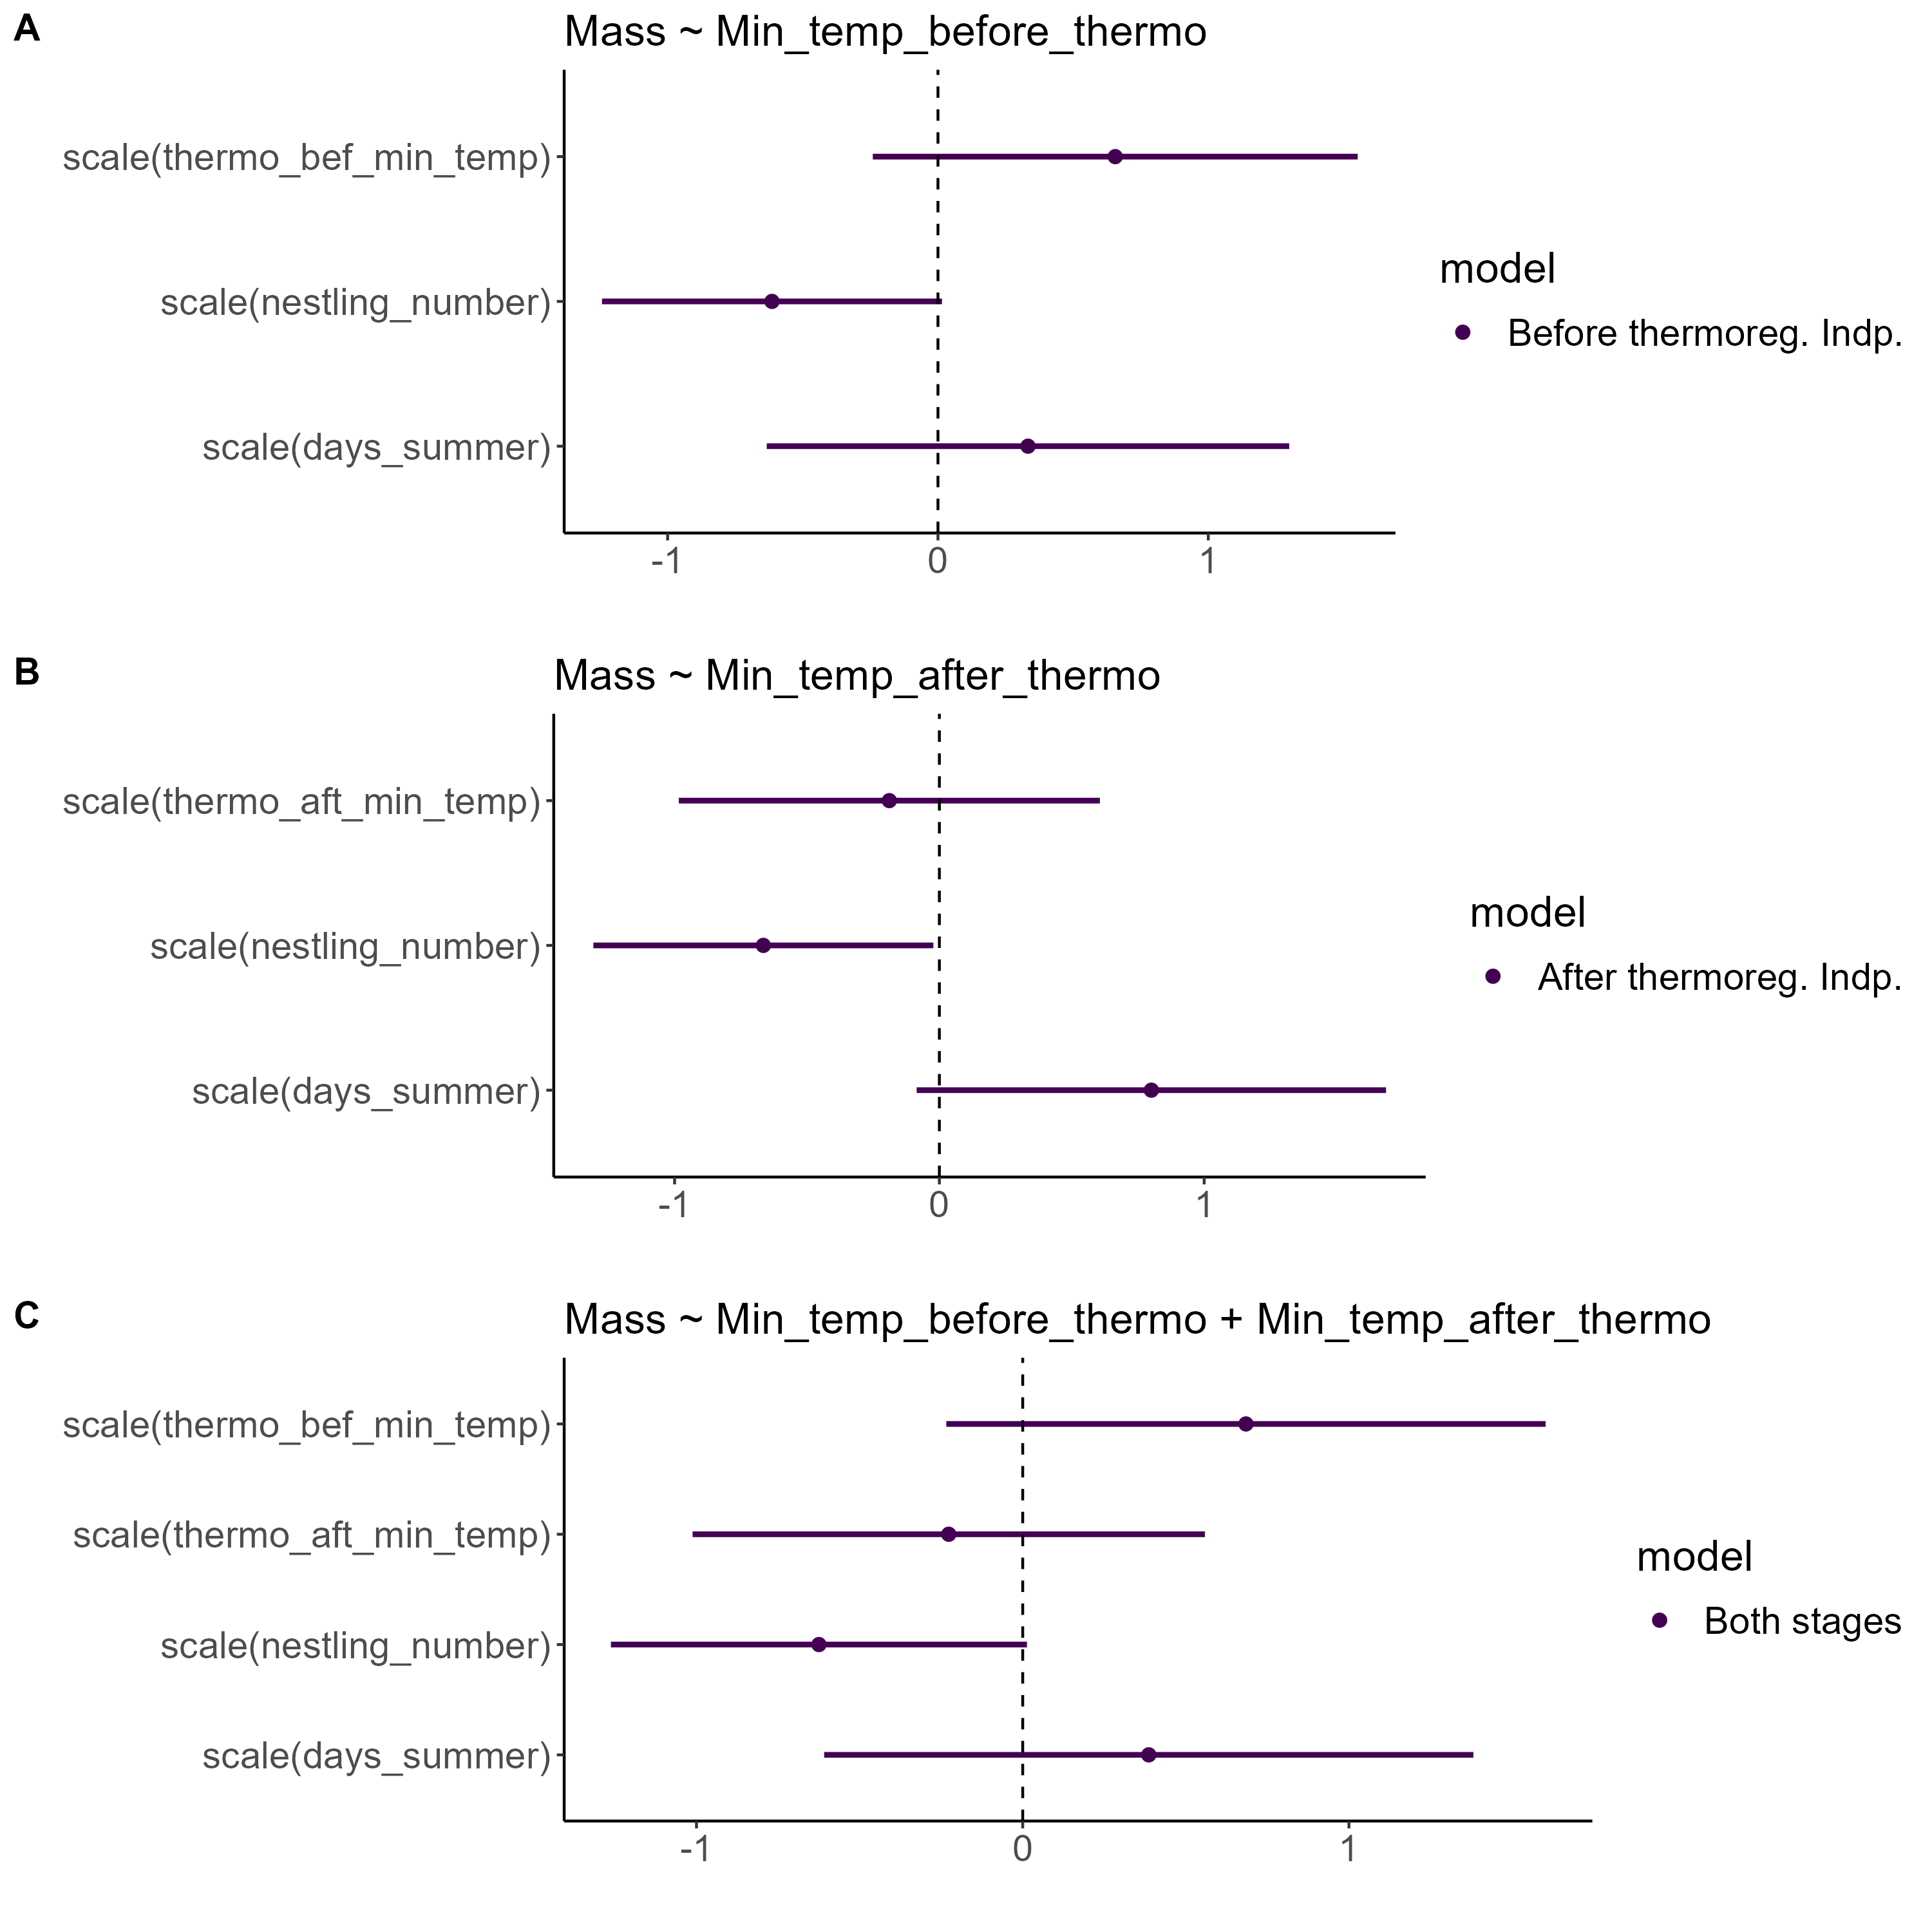 A
Mass ~ Min_temp_before_thermo
scale(thermo_bef_min_temp)
scale(nestling_number)
scale(days_summer)
-1 0 1
model
Before thermoreg. Indp.
B
Mass ~ Min_temp_after_thermo
scale(thermo_aft_min_temp)
scale(nestling_number)
scale(days_summer)
-1 0 1
model
After thermoreg. Indp.
C
Mass ~ Min_temp_before_thermo + Min_temp_after_thermo
scale(thermo_bef_min_temp)
scale(thermo_aft_min_temp)
scale(nestling_number)
scale(days_summer)
-1 0 1
model
Both stages